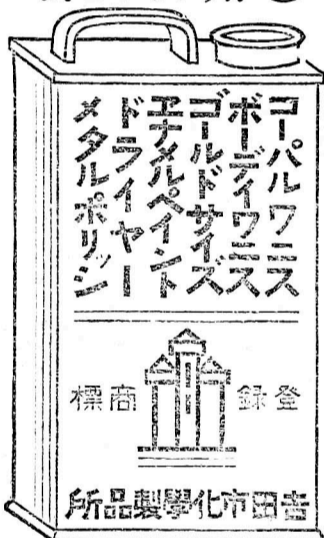 コーパルワニス
ボーデイワニス
ゴールドサイズ
エナメルペイント
ドライヤー
メタルポリッシ
登録商標
吉田市化學製品所